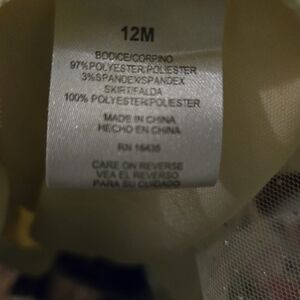 12M
BODICE/CORPINO
97% POLYESTER/POLIESTER
3% SPANDEX/SPANDEX
SKIRT/FALDA
100% POLYESTER/POLIESTER
MADE IN CHINA
HECHO EN CHINA
RN 16435
CARE ON REVERSE
VEA EL REVERSO
PARA SU CUIDADO